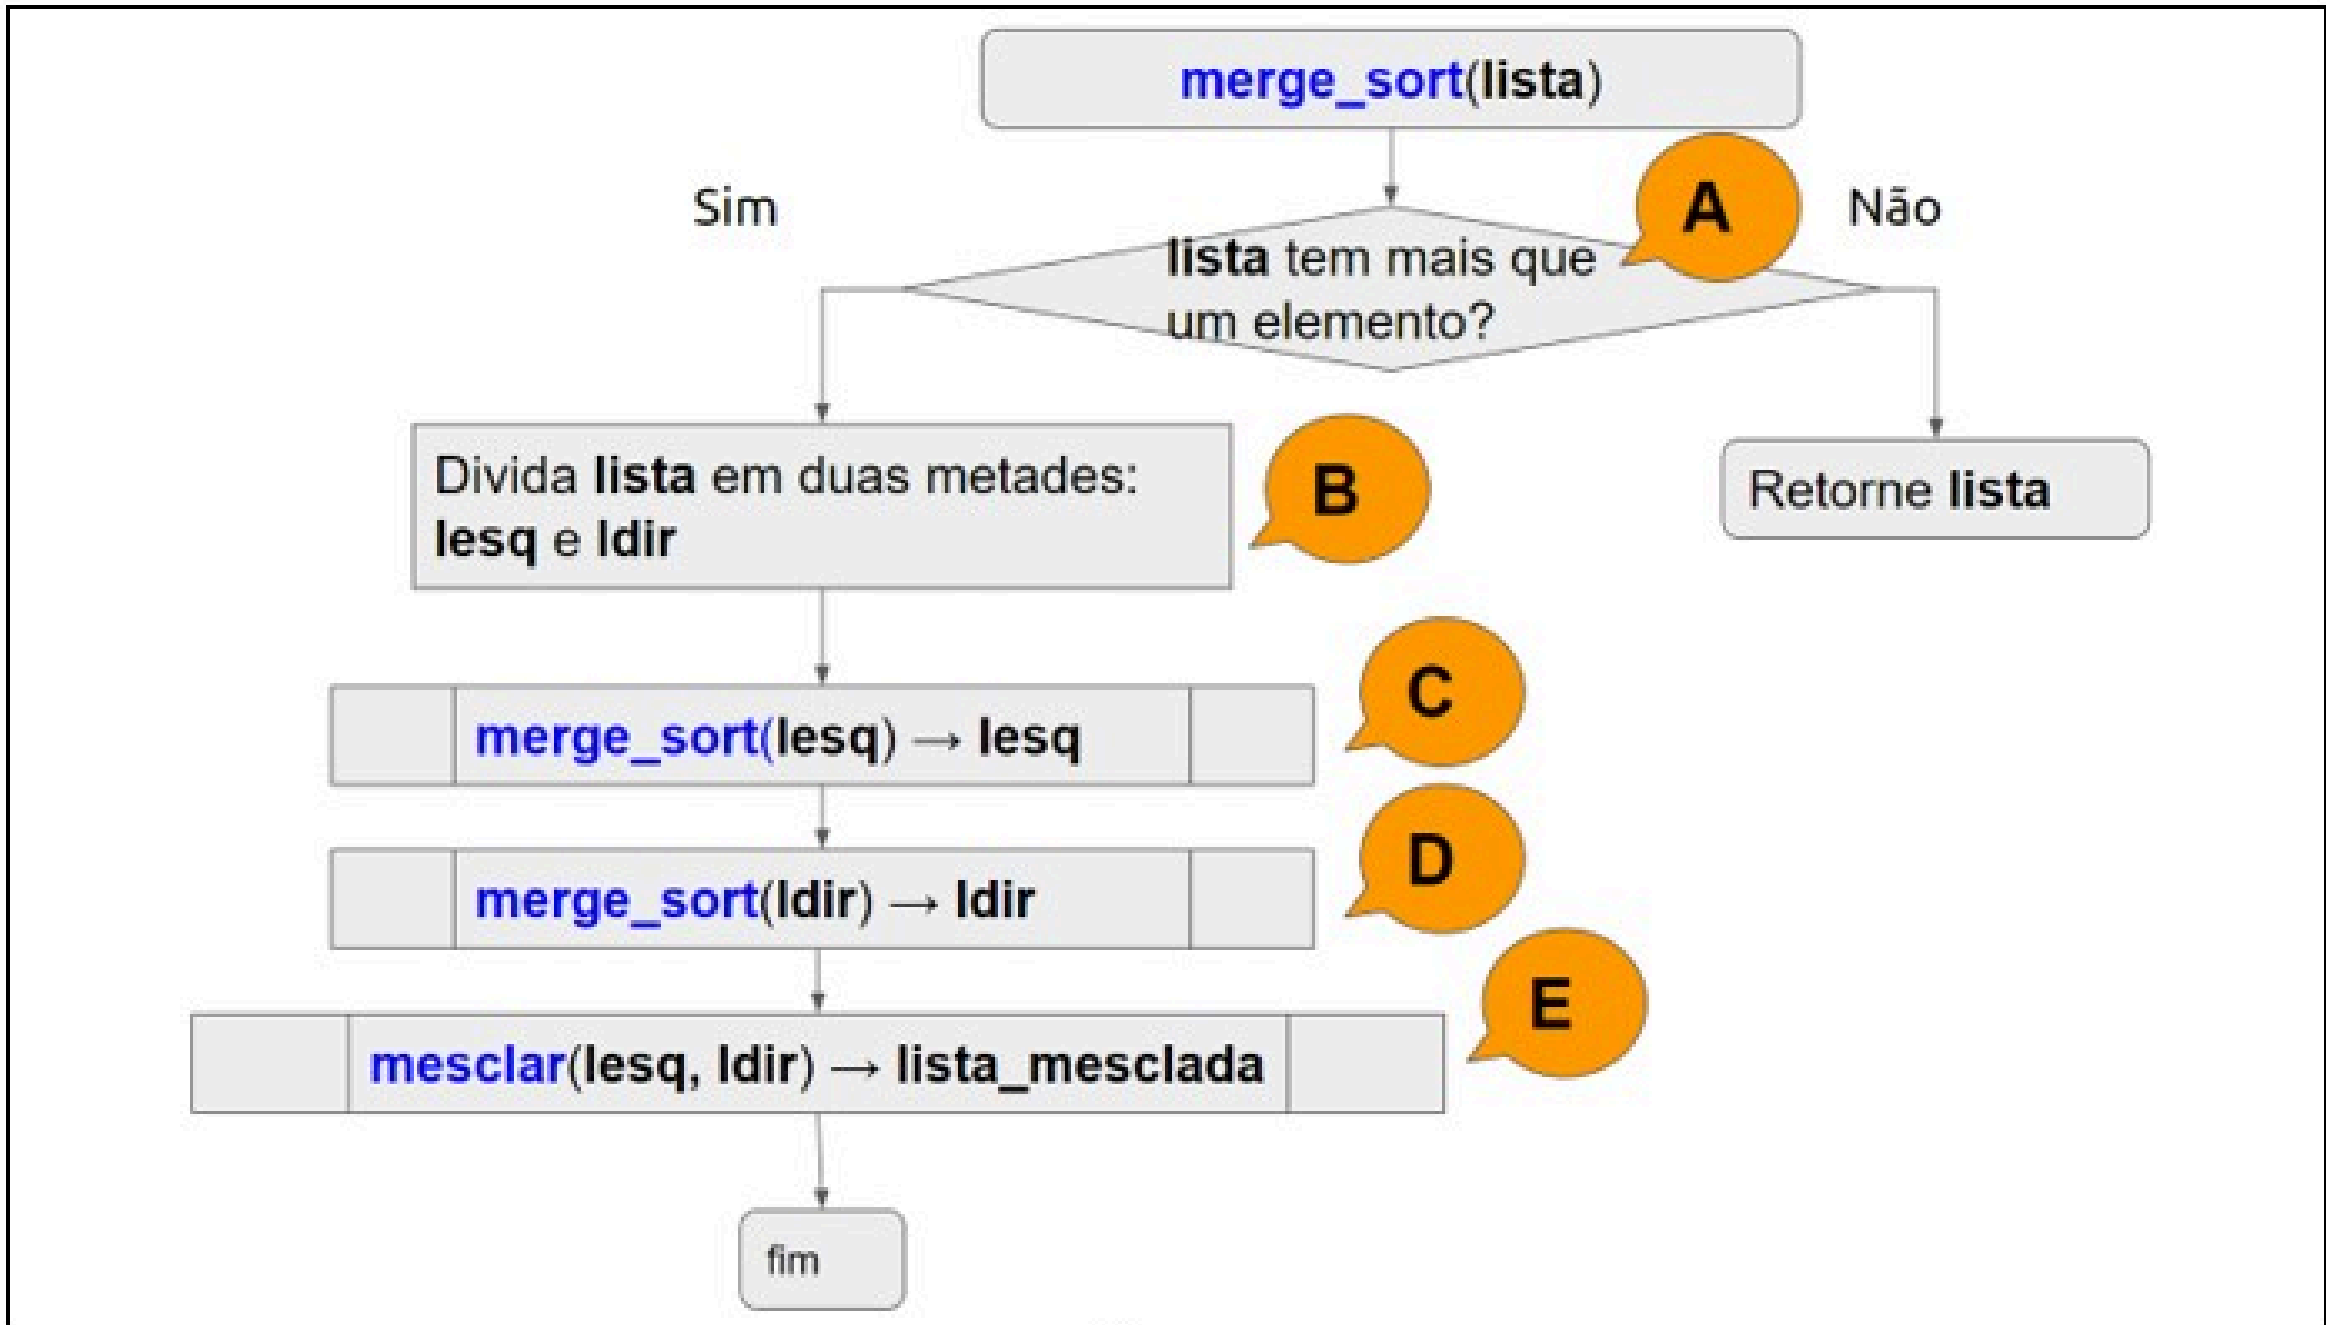 merge_sort(lista)
Sim
A
Não
lista tem mais que
um elemento?
Divida lista em duas metades:
lesq e ldir
B
Retorne lista
C
merge_sort(lesq) → lesq
D
merge_sort(ldir) → ldir
E
mesclar(lesq, ldir) → lista_mesclada
fim